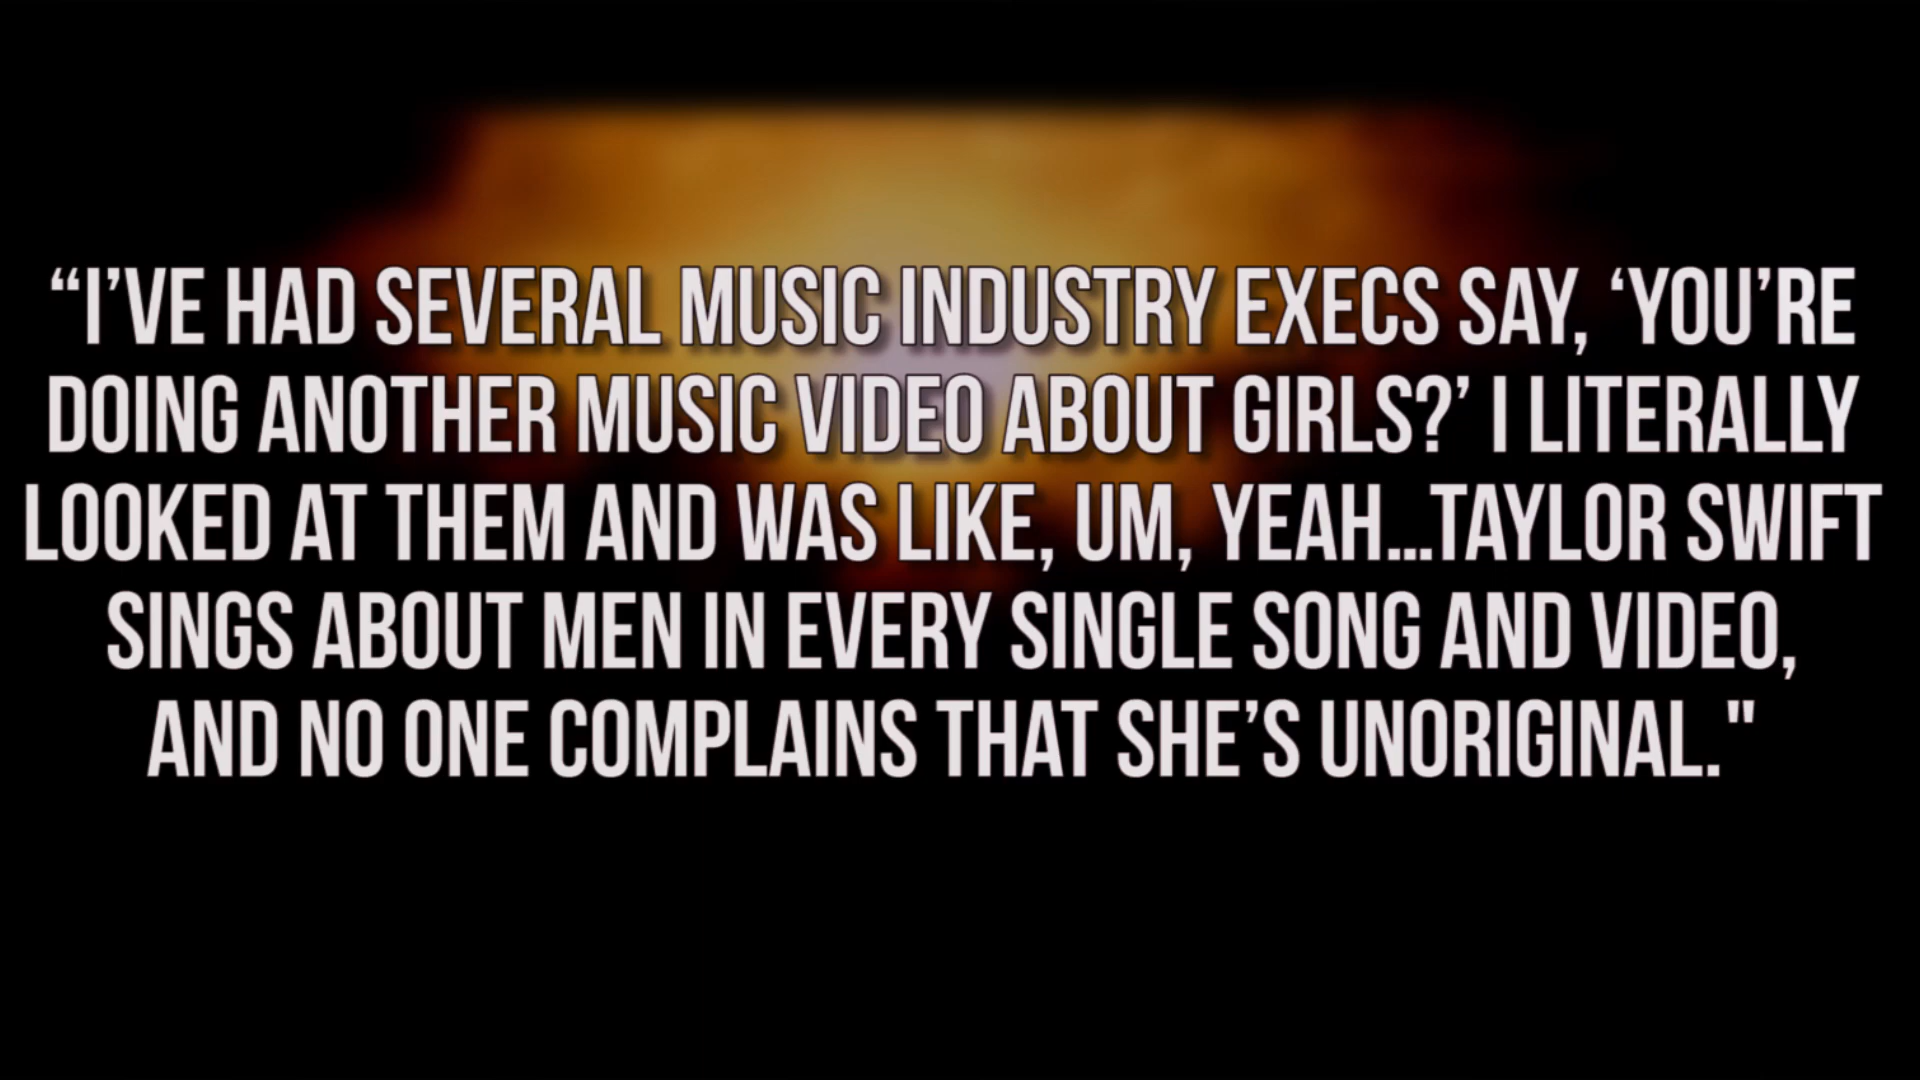 “I’VE HAD SEVERAL MUSIC INDUSTRY EXECS SAY, ‘YOU’RE
DOING ANOTHER MUSIC VIDEO ABOUT GIRLS?’ I LITERALLY
LOOKED AT THEM AND WAS LIKE, UM, YEAH...TAYLOR SWIFT
SINGS ABOUT MEN IN EVERY SINGLE SONG AND VIDEO,
AND NO ONE COMPLAINS THAT SHE’S UNORIGINAL."